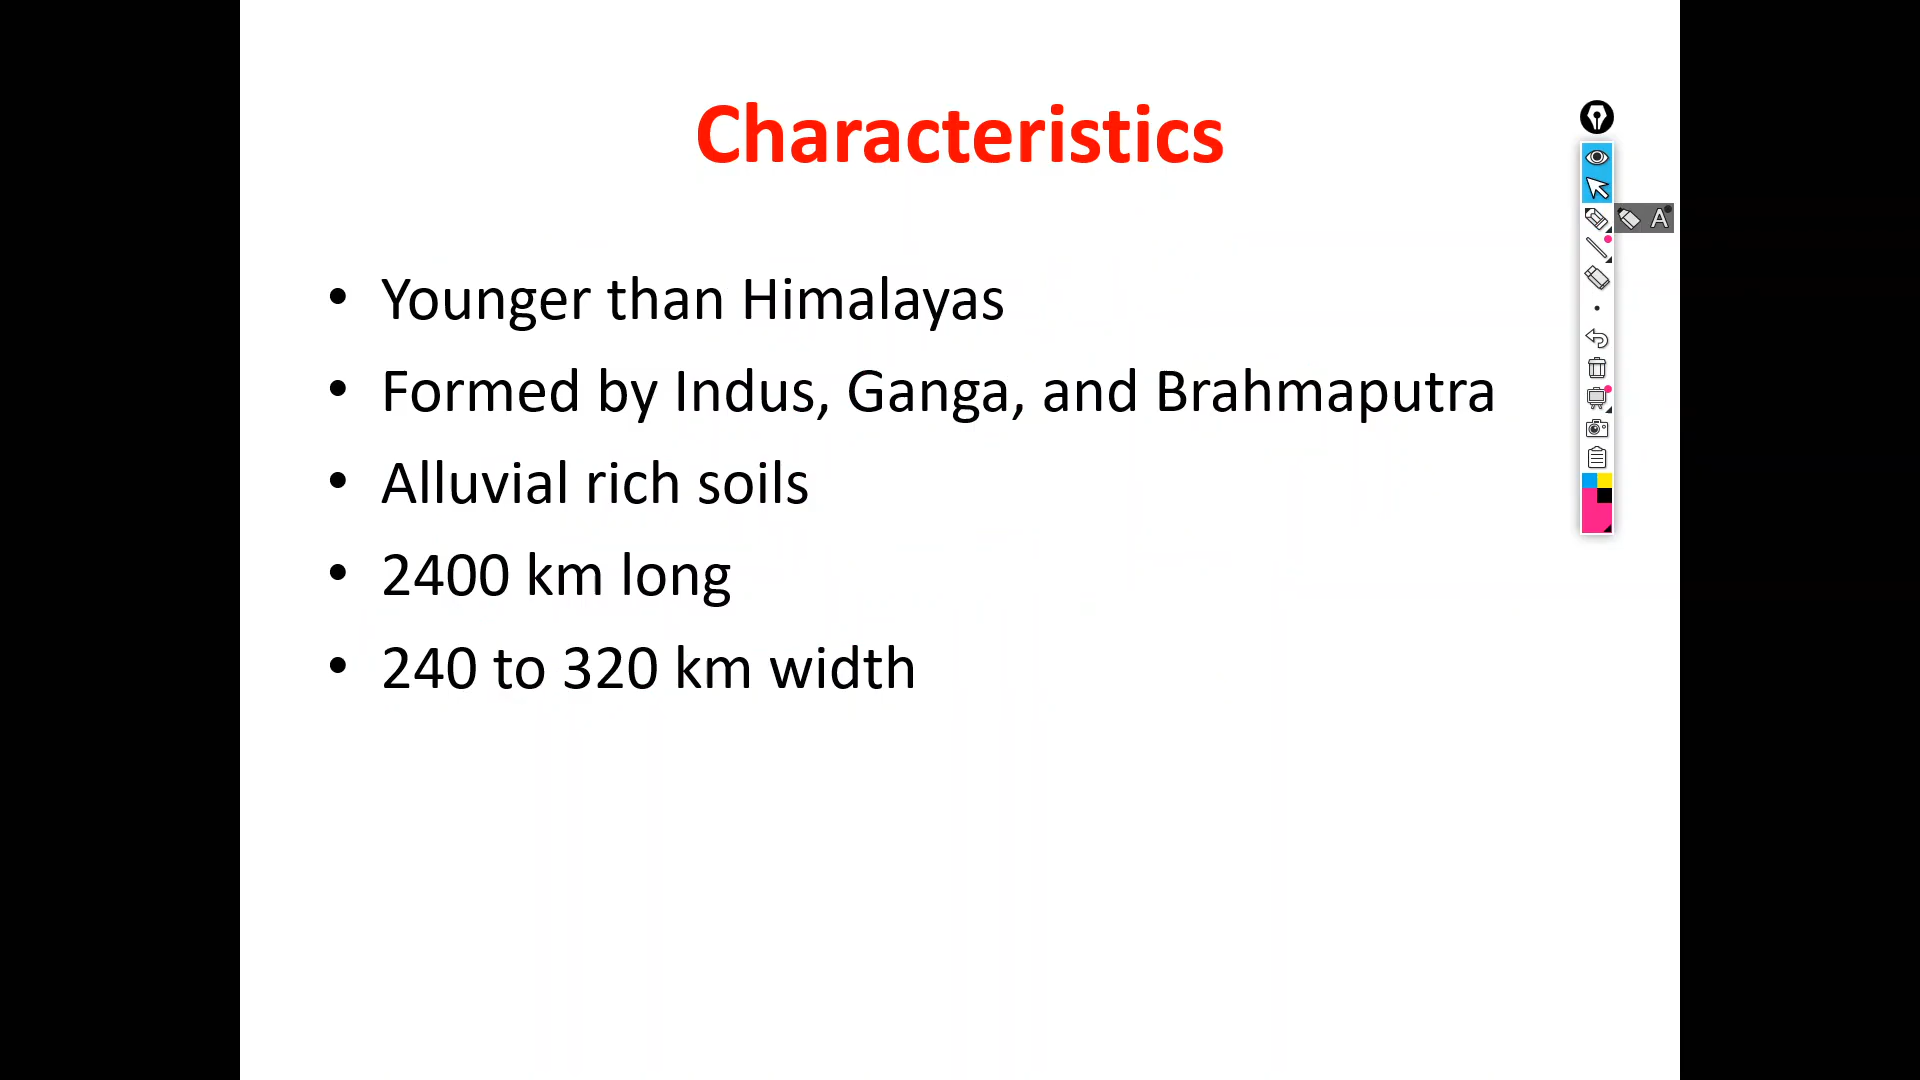 Characteristics
• Younger than Himalayas
• Formed by Indus, Ganga, and Brahmaputra
• Alluvial rich soils
• 2400 km long
• 240 to 320 km width
A